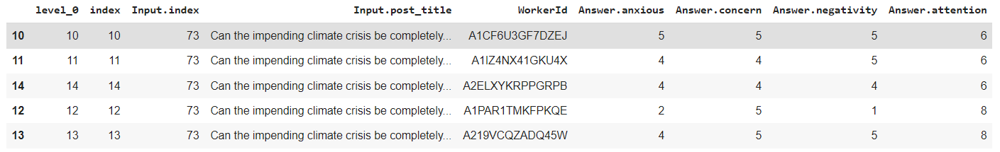 level_0 index Input.index Input.post_title WorkerId Answer.anxious Answer.concern Answer.negativity Answer.attention
10 10 10 73 Can the impending climate crisis be completely... A1CF6U3GF7DZEJ 5 5 5 6
11 11 11 73 Can the impending climate crisis be completely... A1IZ4NX41GKU4X 4 4 5 6
14 14 14 73 Can the impending climate crisis be completely... A2ELXYKRPPGRPB 4 4 4 6
12 12 12 73 Can the impending climate crisis be completely... A1PAR1TMKFPKQE 2 5 1 8
13 13 13 73 Can the impending climate crisis be completely... A219VCQZADQ45W 4 5 5 8